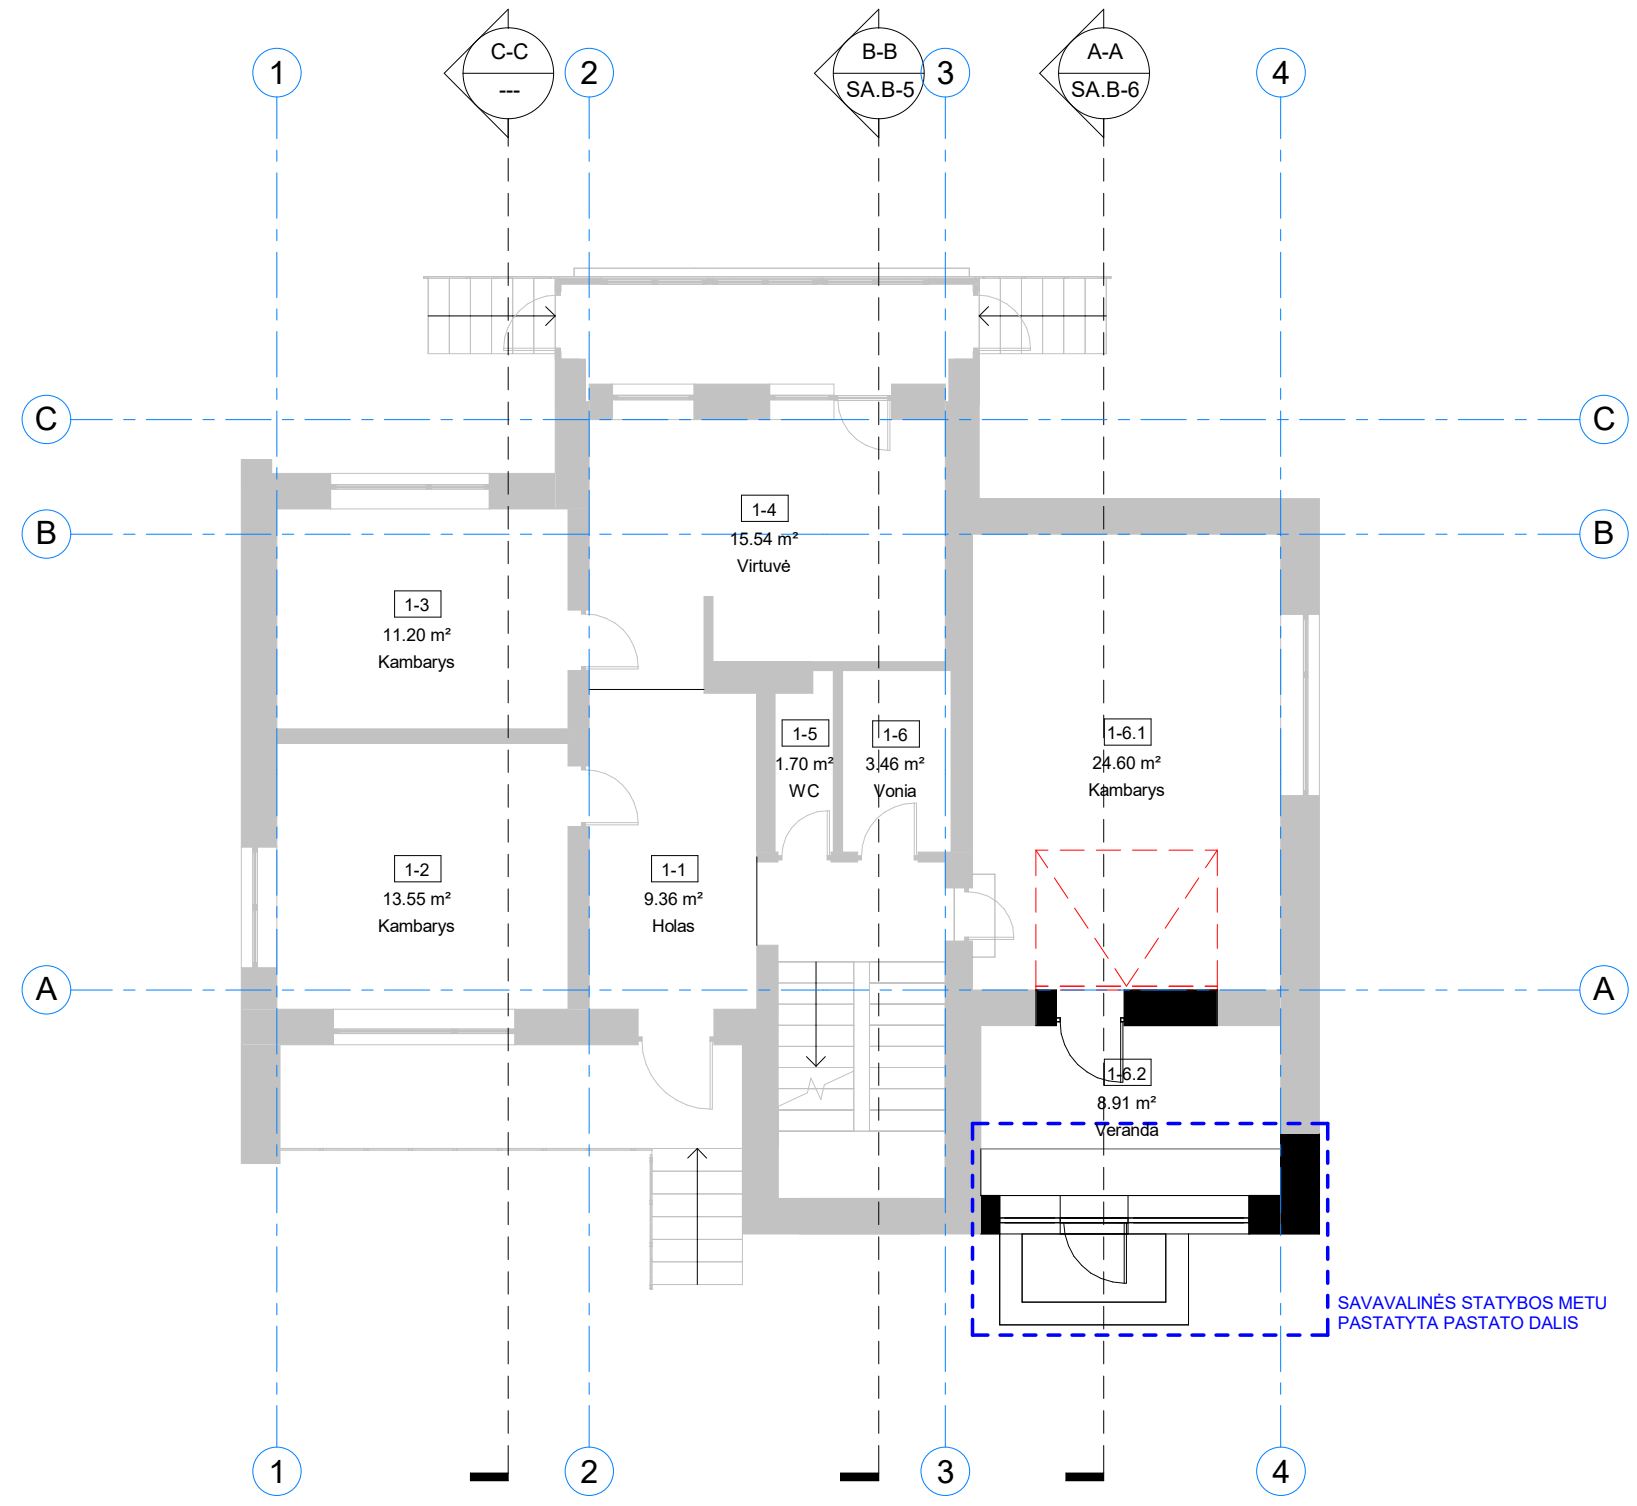 C-C
---
B-B
SA.B-5
A-A
SA.B-6
1
2
3
4
C
C
B
B
1-4
15.54 m²
Virtuvė
1-3
11.20 m²
Kambarys
1-5
1.70 m²
WC
1-6
3.46 m²
Vonia
1-6.1
24.60 m²
Kambarys
1-2
13.55 m²
Kambarys
1-1
9.36 m²
Holas
A
A
1-6.2
8.91 m²
Veranda
SAVAVALINĖS STATYBOS METU
PASTATYTA PASTATO DALIS
1
2
3
4